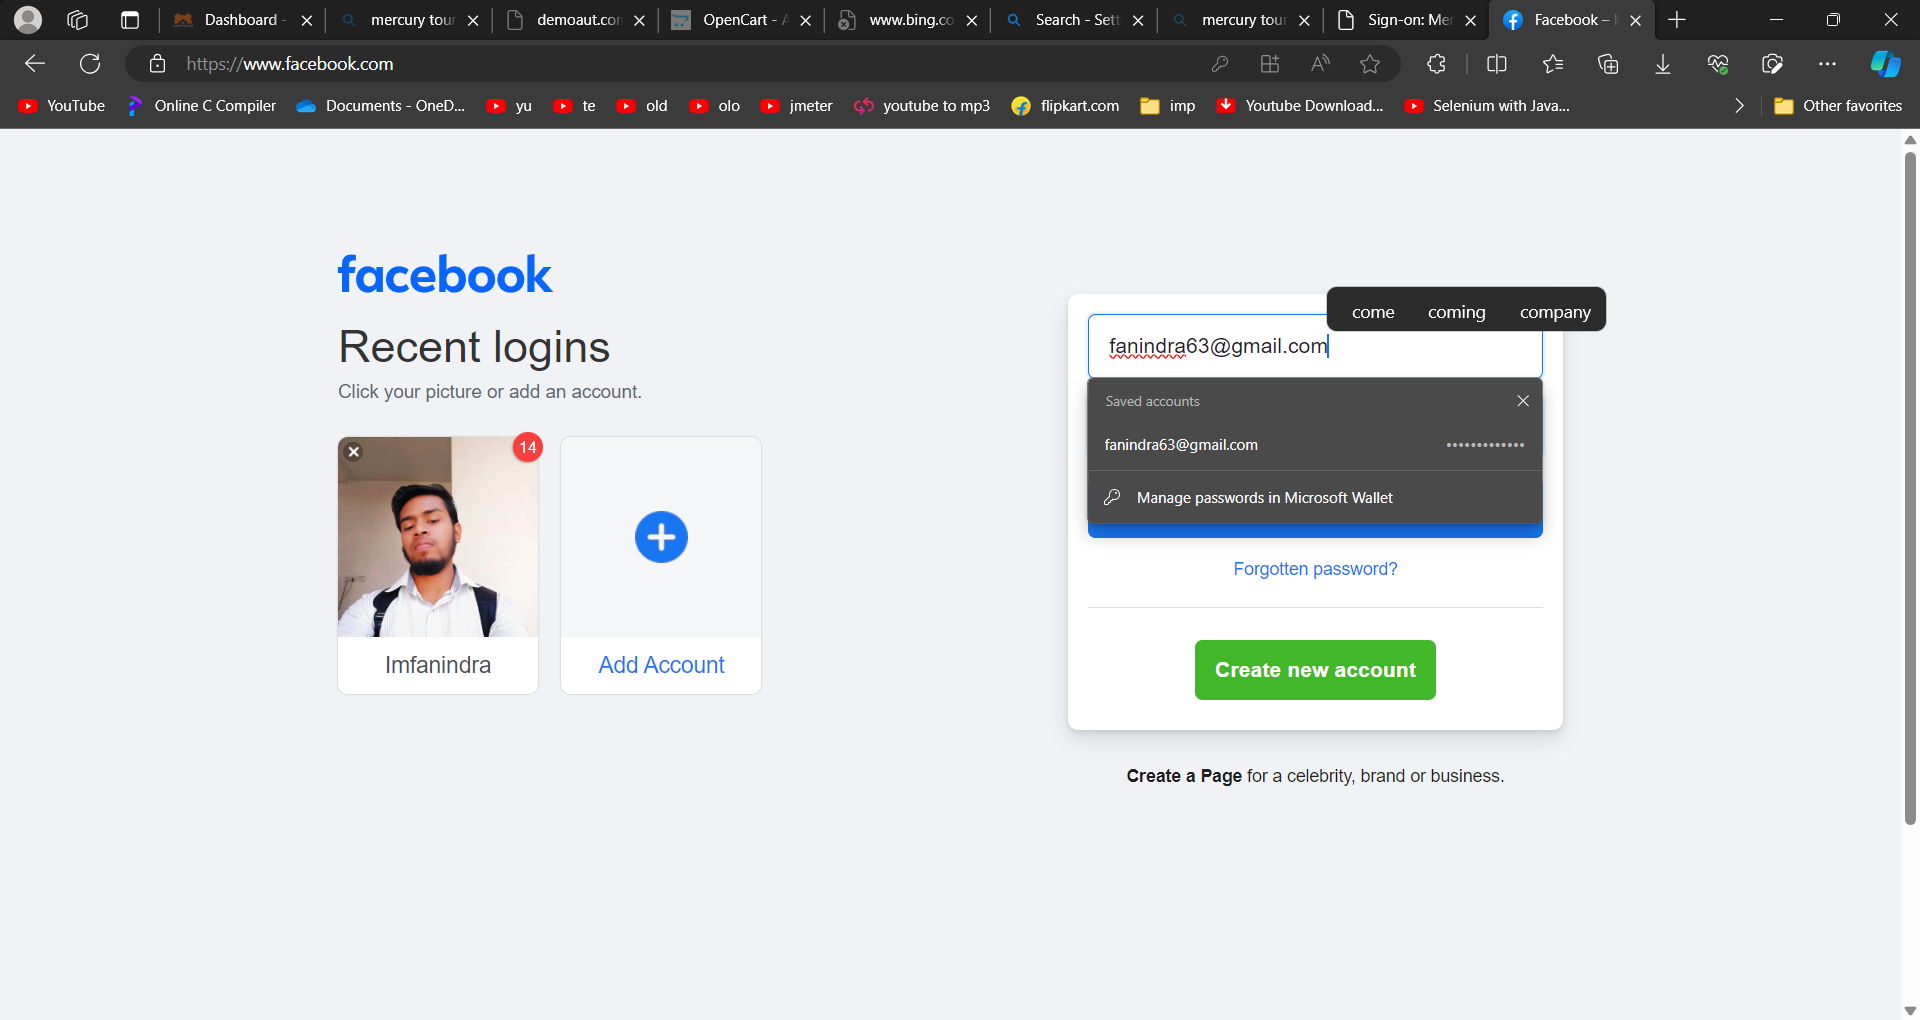 Dashboard -
mercury tour
demoaut.com
OpenCart - A
www.bing.co
Search - Sett
mercury tour
Sign-on: Mer
Facebook – l
https://www.facebook.com
YouTube
Online C Compiler
Documents - OneD...
yu
te
old
olo
jmeter
youtube to mp3
flipkart.com
imp
Youtube Download...
Selenium with Java...
Other favorites
facebook
Recent logins
Click your picture or add an account.
14
Imfanindra
Add Account
come coming company
fanindra63@gmail.com
Saved accounts
fanindra63@gmail.com •••••••••••••
Manage passwords in Microsoft Wallet
Forgotten password?
Create new account
Create a Page for a celebrity, brand or business.